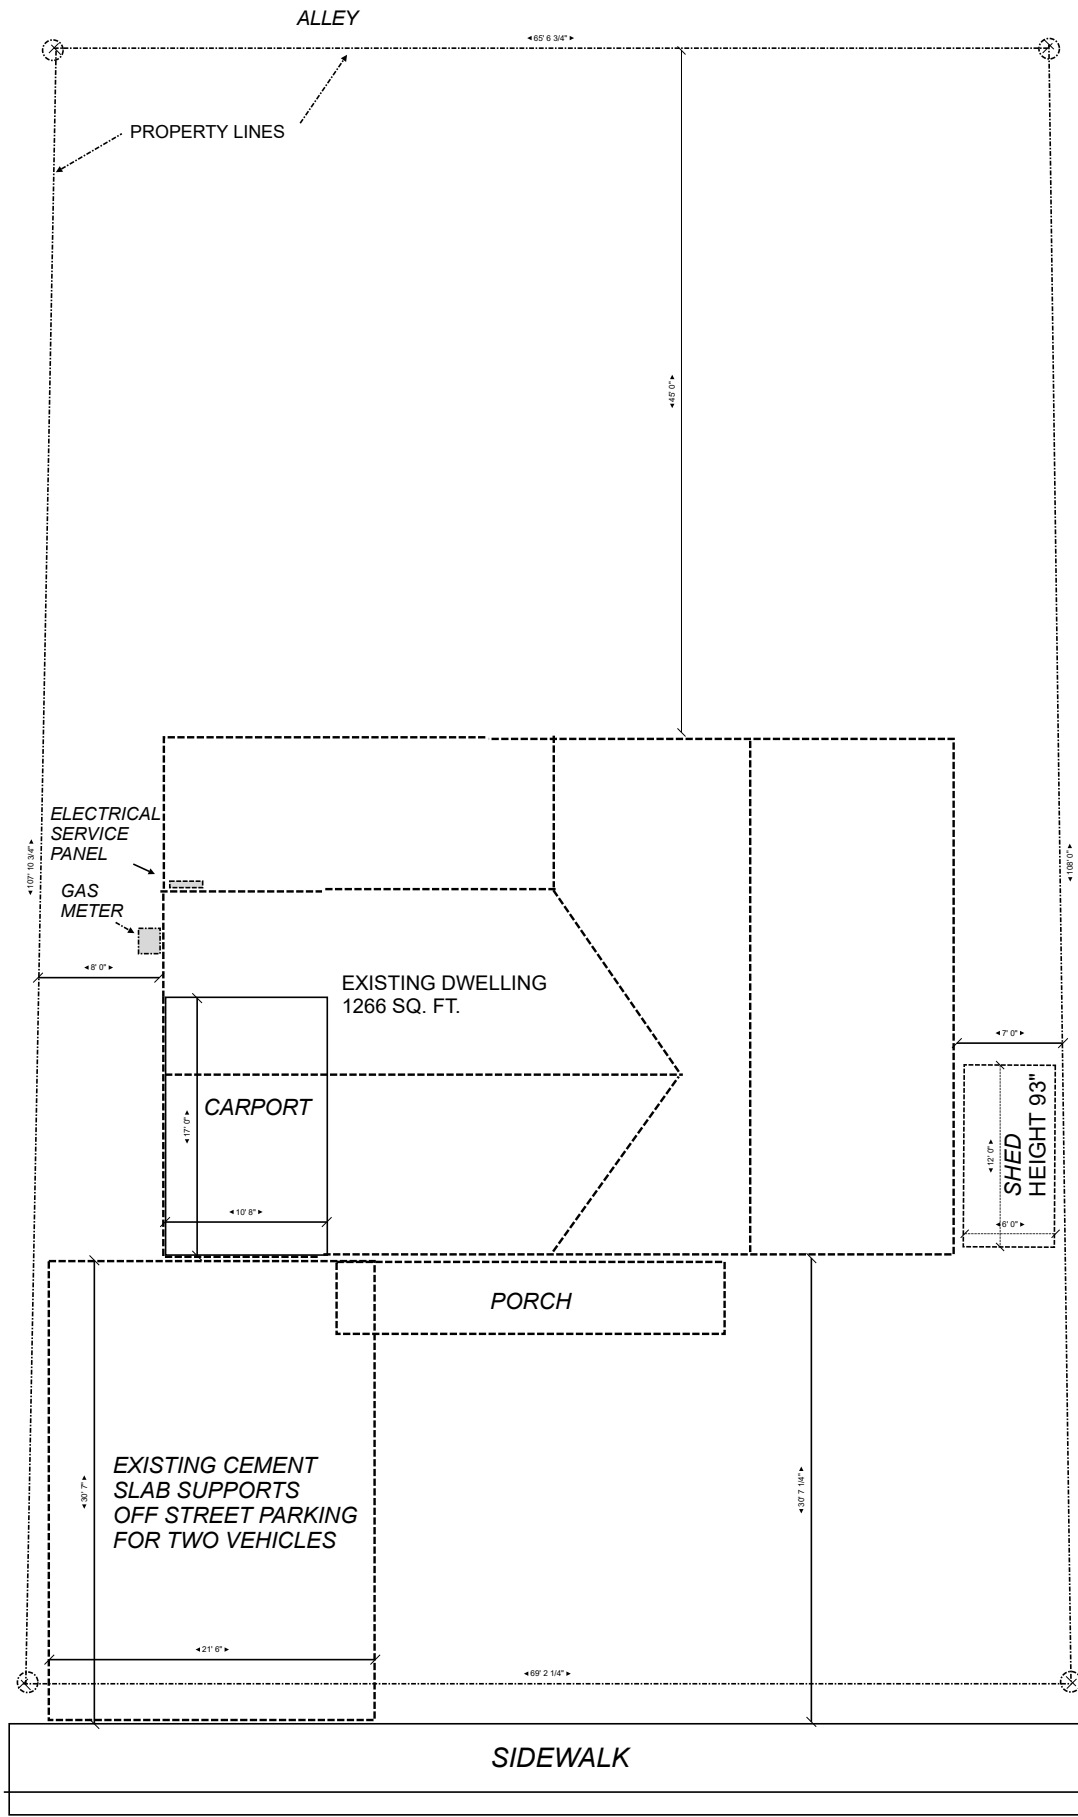 ALLEY
◄ 65' 6 3/4" ►
PROPERTY LINES
◄ 45' 0" ►
ELECTRICAL
SERVICE
PANEL
◄ 107' 10 3/4" ►
◄ 108' 0" ►
GAS
METER
◄ 8' 0" ►
EXISTING DWELLING
1266 SQ. FT.
◄ 7' 0" ►
CARPORT
◄ 17' 0" ►
◄ 10' 8" ►
SHED
HEIGHT 93"
◄ 12' 0" ►
◄ 6' 0" ►
PORCH
EXISTING CEMENT
SLAB SUPPORTS
OFF STREET PARKING
FOR TWO VEHICLES
◄ 30' 7" ►
◄ 30' 7 1/4" ►
◄ 21' 6" ►
◄ 69' 2 1/4" ►
SIDEWALK